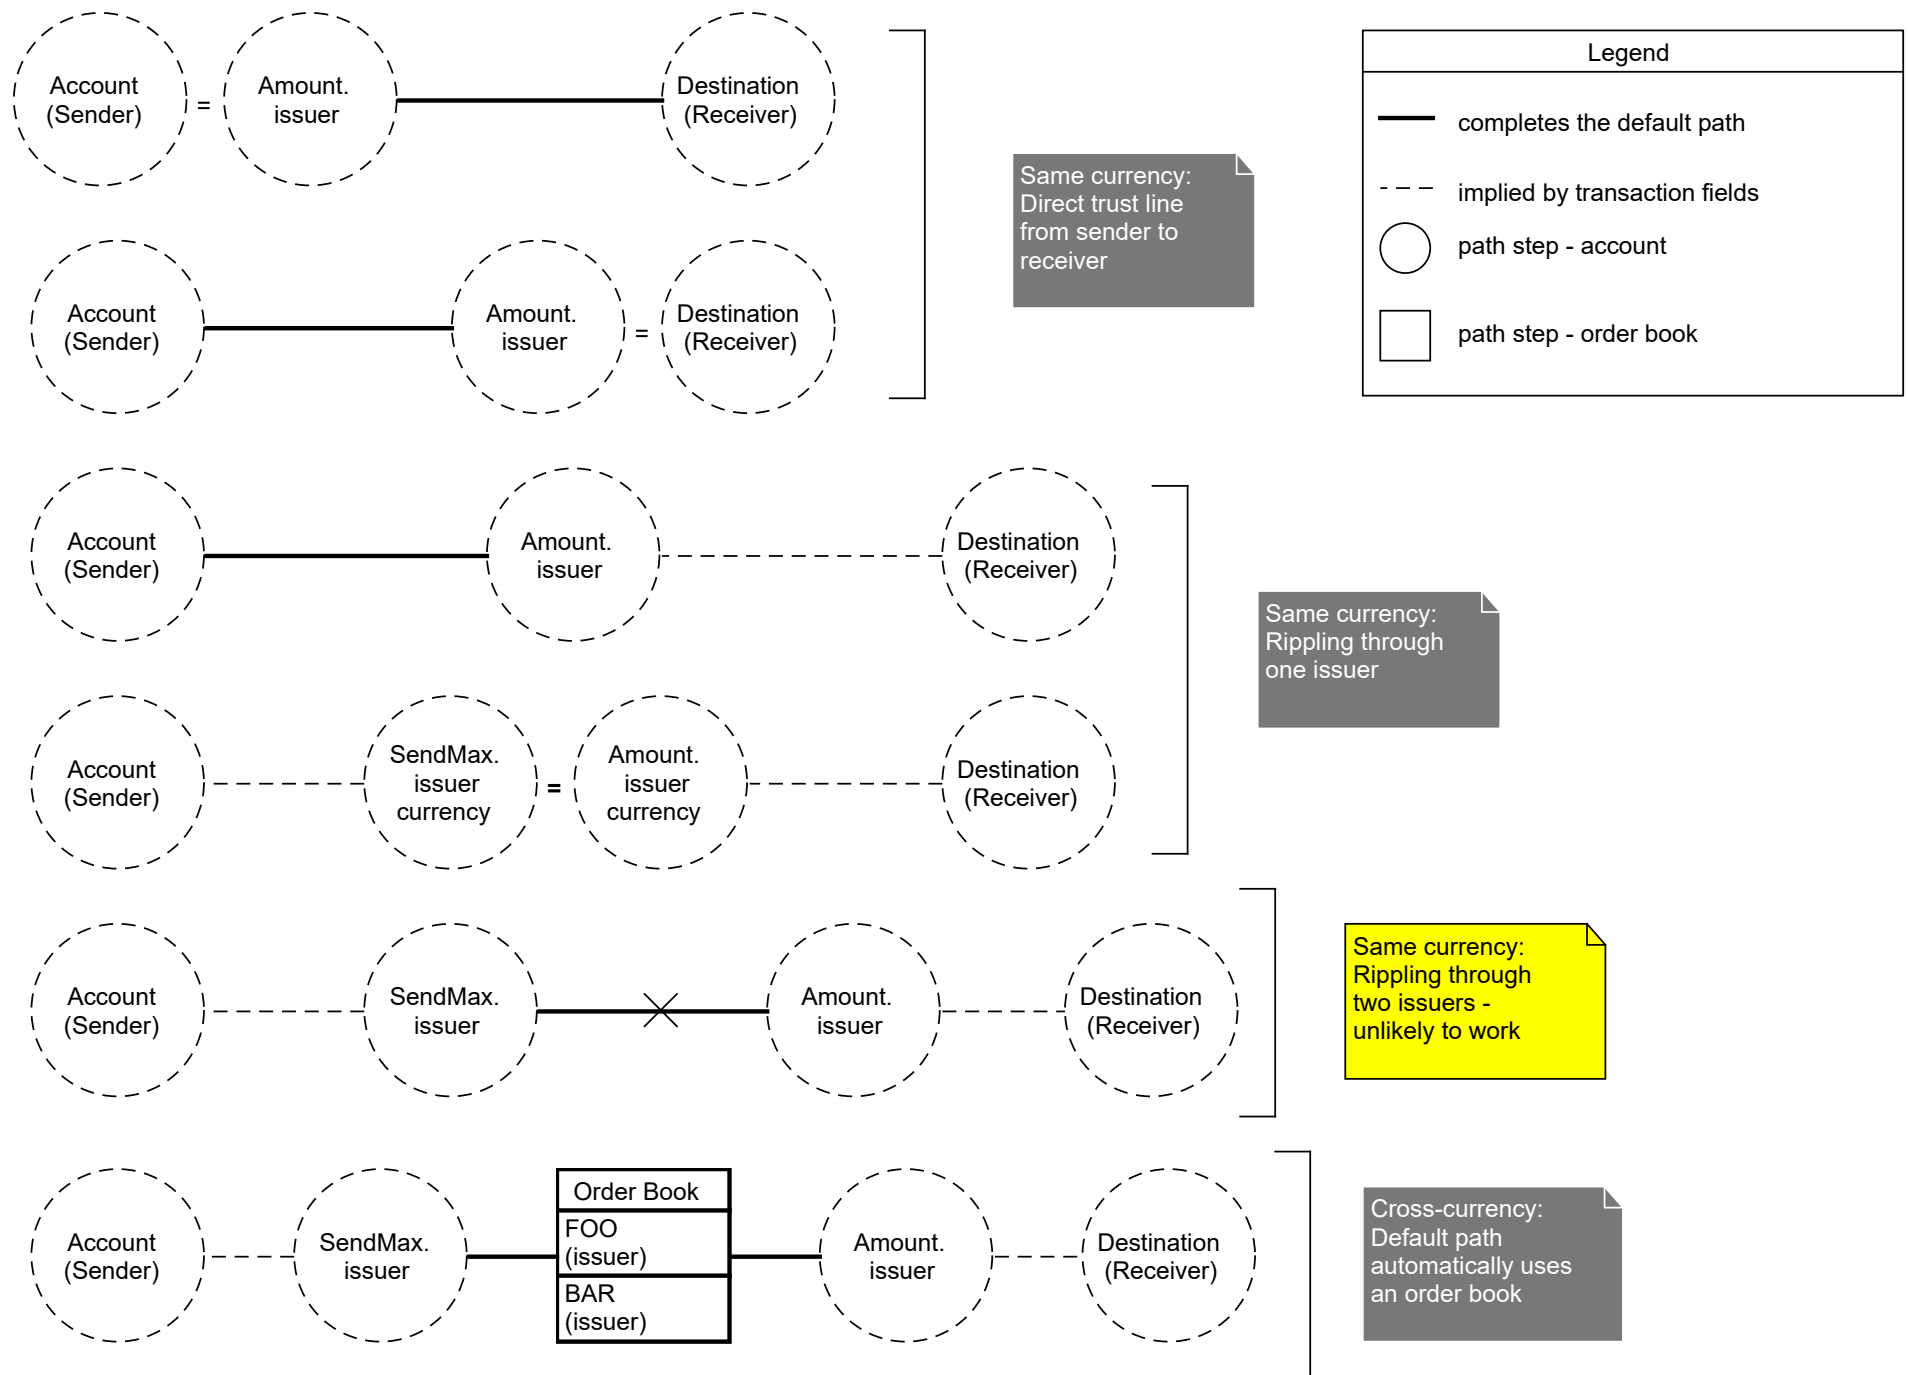 Account
(Sender)
=
Amount.
issuer
Destination
(Receiver)
Same currency:
Direct trust line
from sender to
receiver
Legend
completes the default path
implied by transaction fields
path step - account
path step - order book
Account
(Sender)
Amount.
issuer
=
Destination
(Receiver)
Account
(Sender)
Amount.
issuer
Destination
(Receiver)
Same currency:
Rippling through
one issuer
Account
(Sender)
SendMax.
issuer
currency
=
Amount.
issuer
currency
Destination
(Receiver)
Account
(Sender)
SendMax.
issuer
Amount.
issuer
Destination
(Receiver)
Same currency:
Rippling through
two issuers -
unlikely to work
Account
(Sender)
SendMax.
issuer
Order Book
FOO
(issuer)
BAR
(issuer)
Amount.
issuer
Destination
(Receiver)
Cross-currency:
Default path
automatically uses
an order book